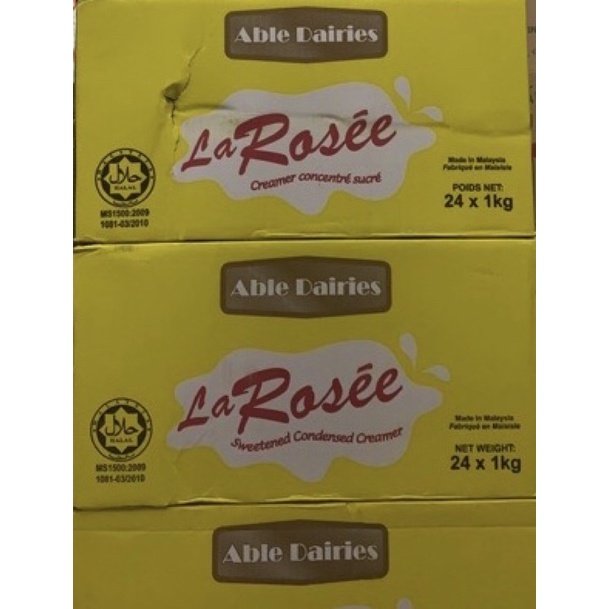 Able Dairies
La Rosée
Creamer concentré sucré
حلال
HALAL
MS1500:2009
1081-03/2010
Made In Malaysia
Fabriqué en Malaisie
POIDS NET:
24 x 1kg
Able Dairies
La Rosée
Sweetened Condensed Creamer
حلال
HALAL
MS1500:2009
1081-03/2010
Made In Malaysia
Fabriqué en Malaisie
NET WEIGHT:
24 x 1kg
Able Dairies